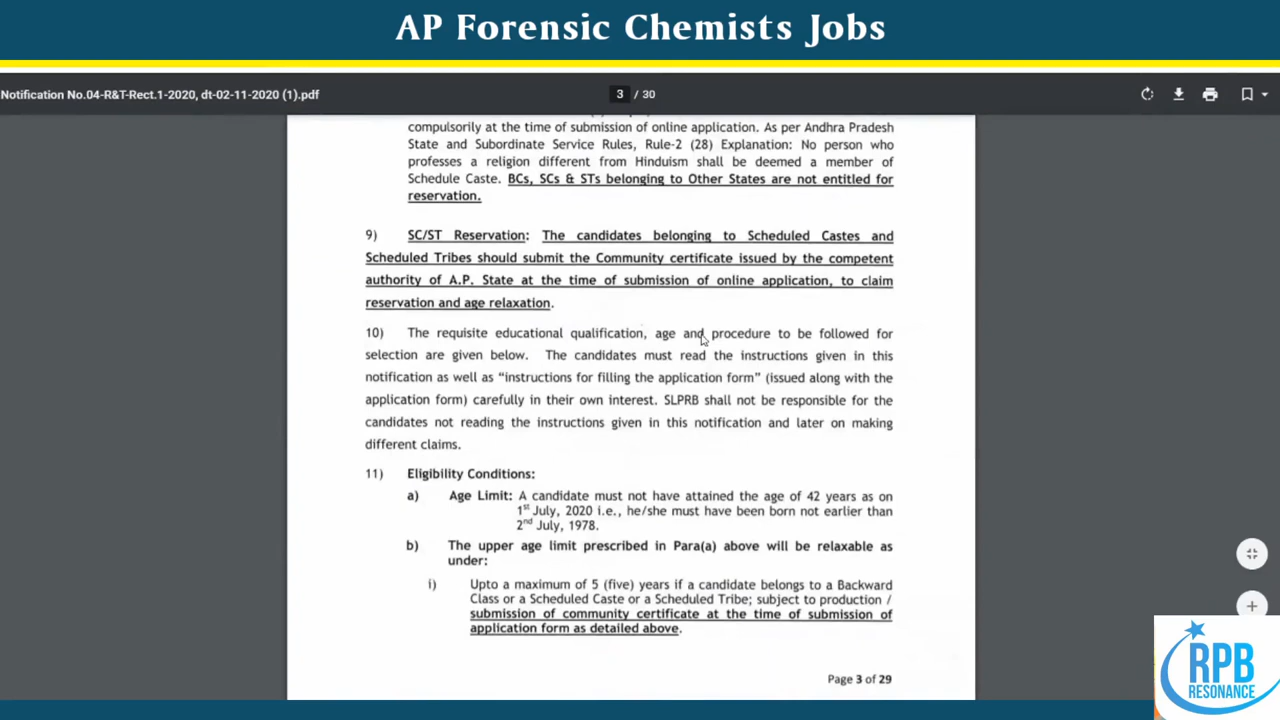 AP Forensic Chemists Jobs
Notification No.04-R&T-Rect.1-2020, dt-02-11-2020 (1).pdf
3 / 30
compulsorily at the time of submission of online application. As per Andhra Pradesh
State and Subordinate Service Rules, Rule-2 (28) Explanation: No person who
professes a religion different from Hinduism shall be deemed a member of
Schedule Caste. BCs, SCs & STs belonging to Other States are not entitled for
reservation.
9) SC/ST Reservation: The candidates belonging to Scheduled Castes and
Scheduled Tribes should submit the Community certificate issued by the competent
authority of A.P. State at the time of submission of online application, to claim
reservation and age relaxation.
10) The requisite educational qualification, age and procedure to be followed for
selection are given below. The candidates must read the instructions given in this
notification as well as “instructions for filling the application form” (issued along with the
application form) carefully in their own interest. SLPRB shall not be responsible for the
candidates not reading the instructions given in this notification and later on making
different claims.
11) Eligibility Conditions:
a) Age Limit: A candidate must not have attained the age of 42 years as on
1st July, 2020 i.e., he/she must have been born not earlier than
2nd July, 1978.
b) The upper age limit prescribed in Para(a) above will be relaxable as
under:
i) Upto a maximum of 5 (five) years if a candidate belongs to a Backward
Class or a Scheduled Caste or a Scheduled Tribe; subject to production /
submission of community certificate at the time of submission of
application form as detailed above.
Page 3 of 29
RPB
RESONANCE